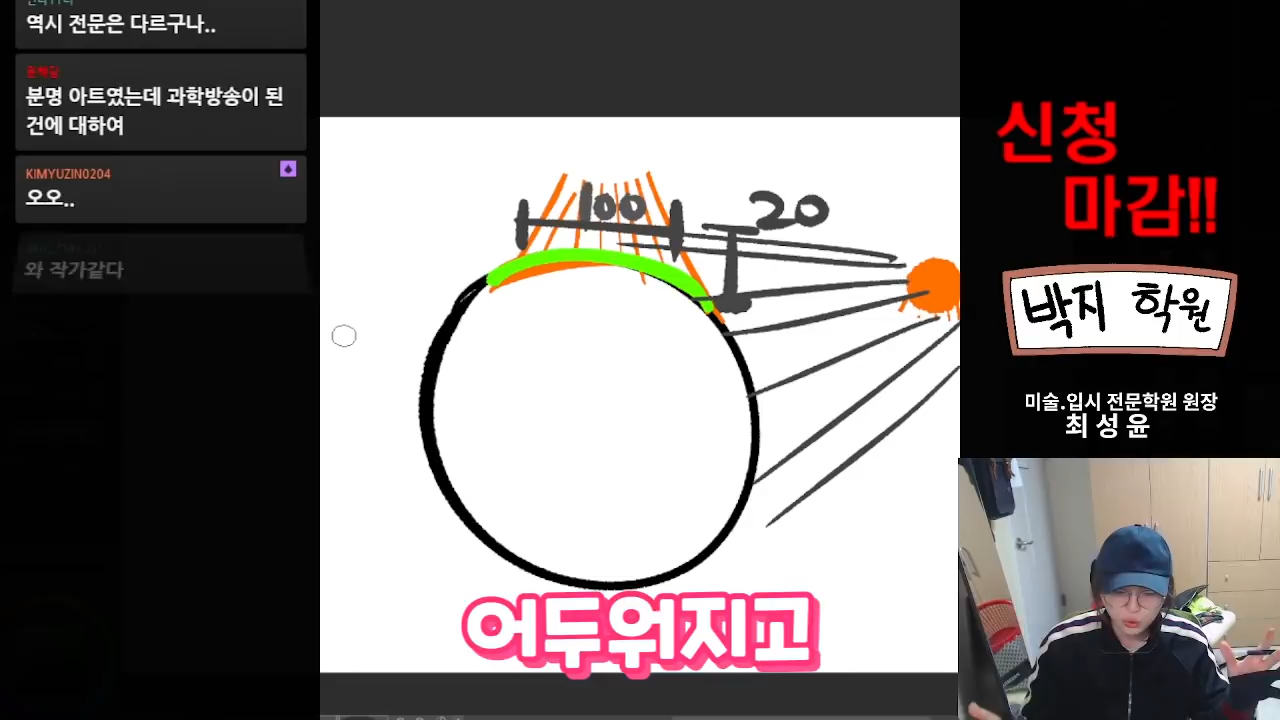 역시 전문은 다르구나..
분명 아트였는데 과학방송이 된
건에 대하여
KIMYUZIN0204
오오..
와 작가같다
100
20
어두워지고
신청
마감!!
박지 학원
미술.입시 전문학원 원장
최성윤